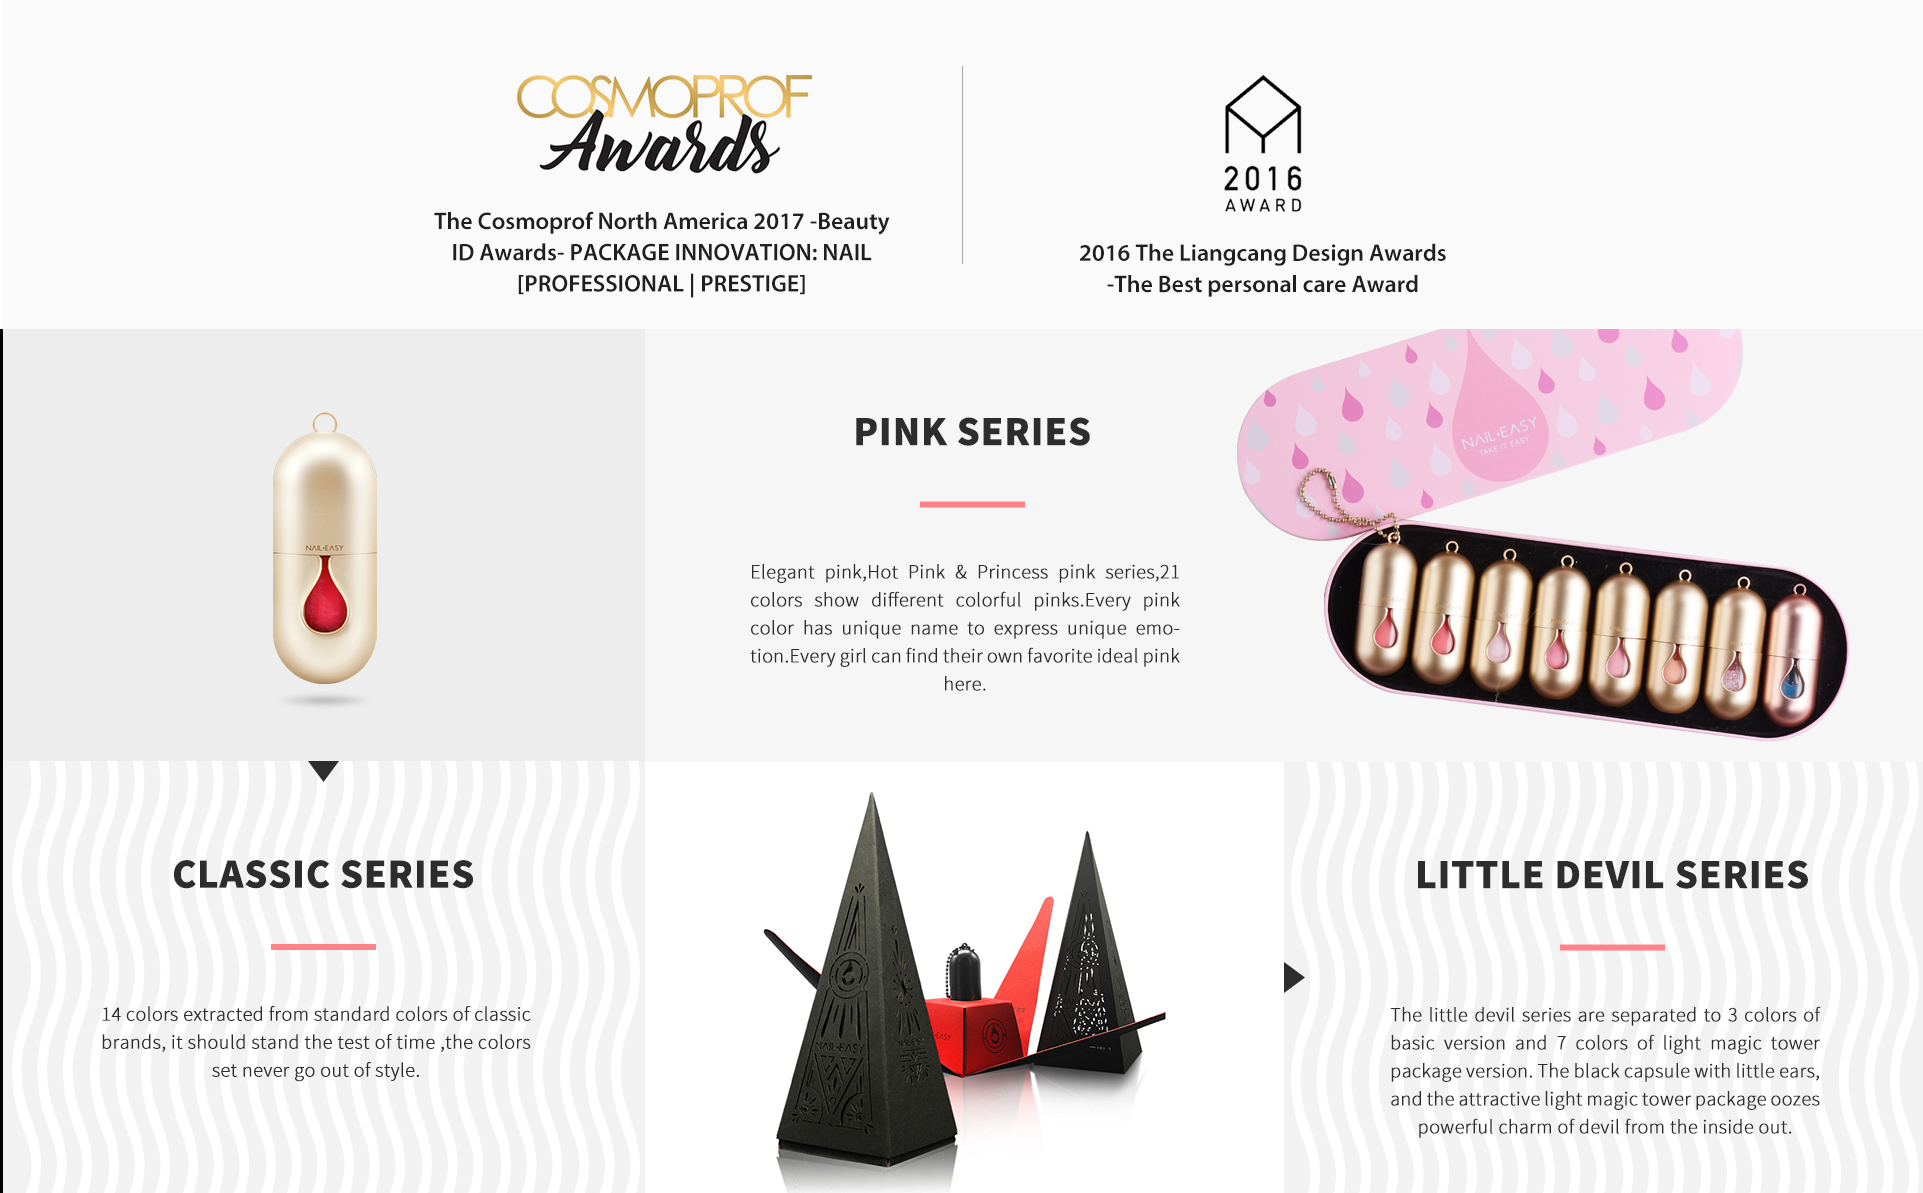 COSMOPROF
Awards
The Cosmoprof North America 2017 -Beauty
ID Awards- PACKAGE INNOVATION: NAIL
[PROFESSIONAL | PRESTIGE]
2016
AWARD
2016 The Liangcang Design Awards
-The Best personal care Award
NAIL•EASY
PINK SERIES
Elegant pink,Hot Pink & Princess pink series,21
colors show different colorful pinks.Every pink
color has unique name to express unique emo-
tion.Every girl can find their own favorite ideal pink
here.
NAIL•EASY
TAKE IT EASY
CLASSIC SERIES
14 colors extracted from standard colors of classic
brands, it should stand the test of time ,the colors
set never go out of style.
NAIL•EASY
LITTLE DEVIL SERIES
The little devil series are separated to 3 colors of
basic version and 7 colors of light magic tower
package version. The black capsule with little ears,
and the attractive light magic tower package oozes
powerful charm of devil from the inside out.